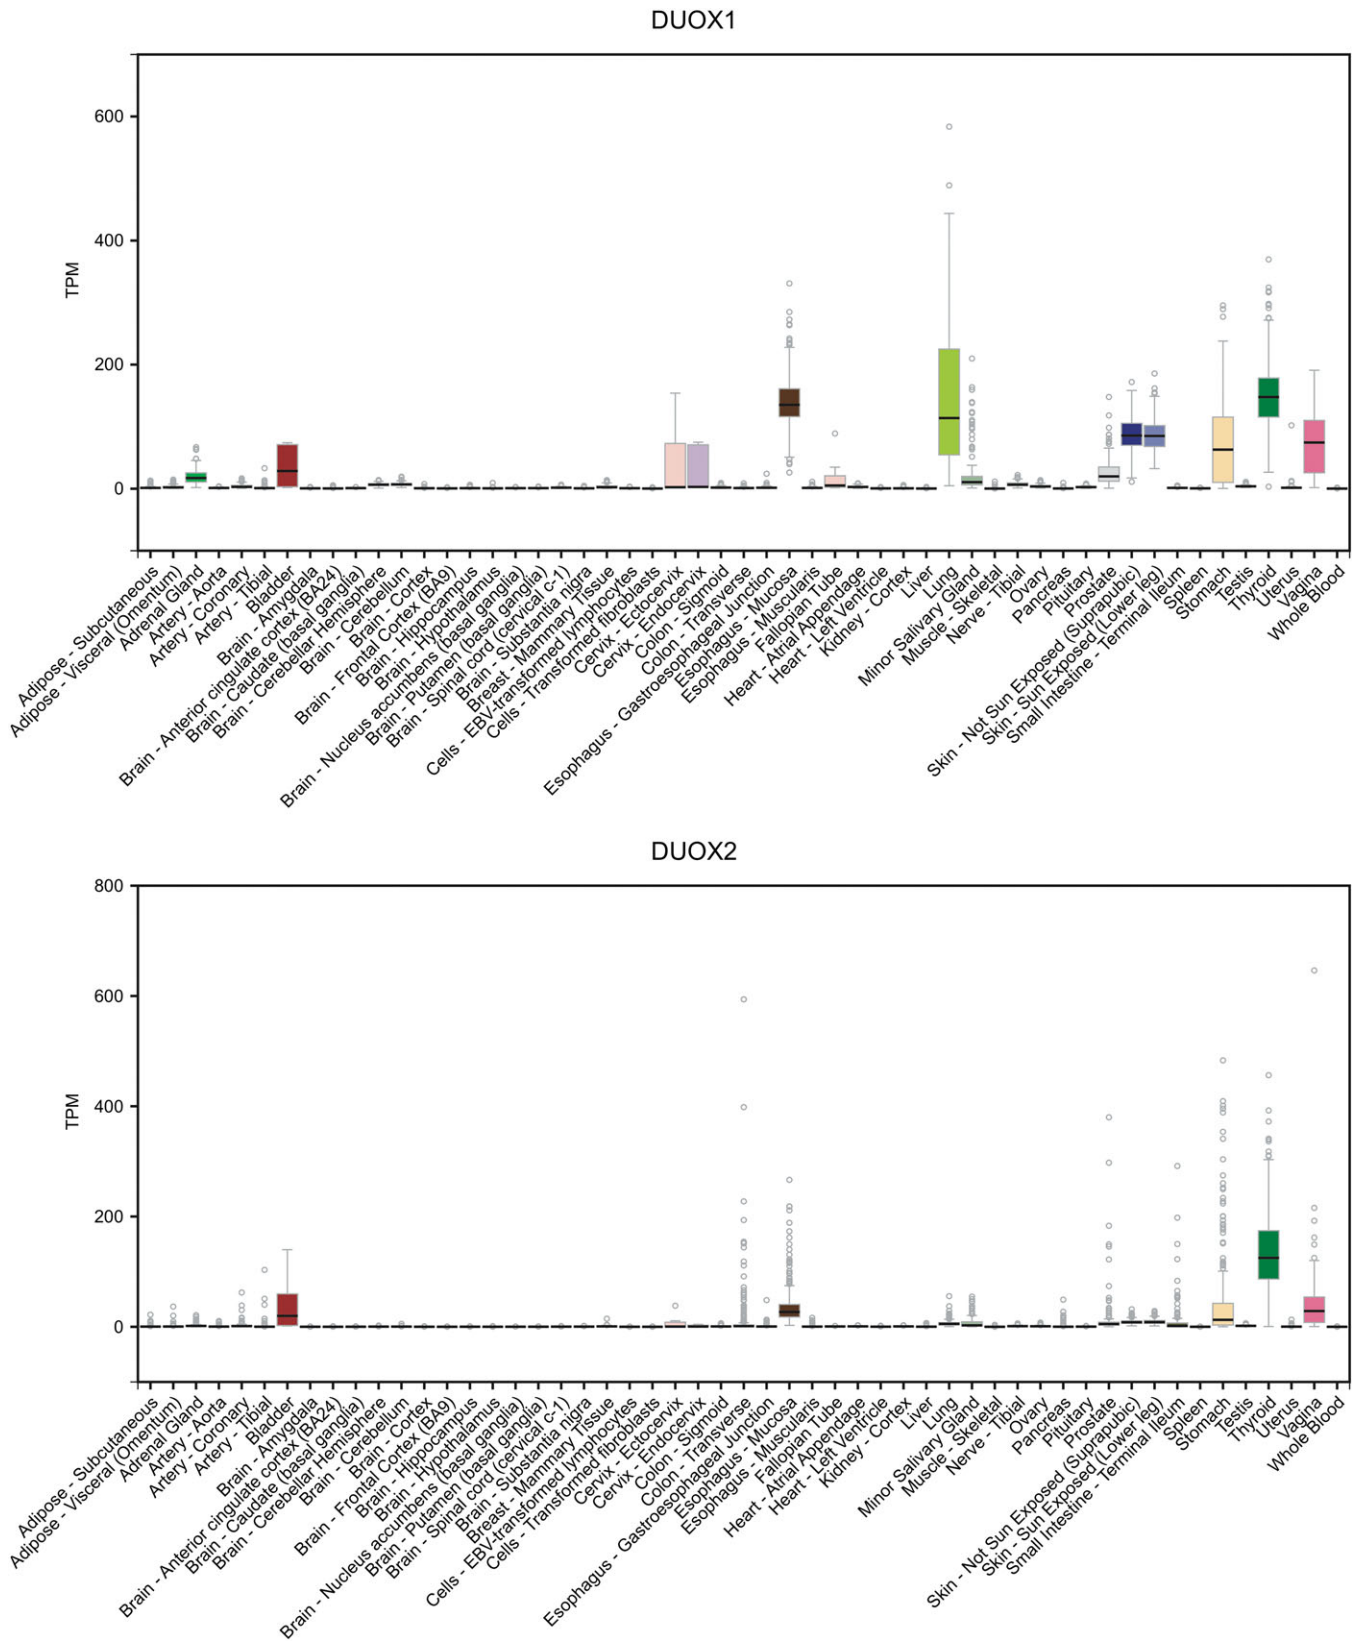 DUOX1
600
400
200
0
TPM
Adipose - Subcutaneous
Adipose - Visceral (Omentum)
Adrenal Gland
Artery - Aorta
Artery - Coronary
Artery - Tibial
Bladder
Brain - Amygdala
Brain - Anterior cingulate cortex (BA24)
Brain - Caudate (basal ganglia)
Brain - Cerebellar Hemisphere
Brain - Cerebellum
Brain - Cortex
Brain - Frontal Cortex (BA9)
Brain - Hippocampus
Brain - Hypothalamus
Brain - Nucleus accumbens (basal ganglia)
Brain - Putamen (basal ganglia)
Brain - Spinal cord (cervical c-1)
Brain - Substantia nigra
Breast - Mammary Tissue
Cells - EBV-transformed lymphocytes
Cells - Transformed fibroblasts
Cervix - Ectocervix
Cervix - Endocervix
Colon - Sigmoid
Colon - Transverse
Esophagus - Gastroesophageal Junction
Esophagus - Mucosa
Esophagus - Muscularis
Fallopian Tube
Heart - Atrial Appendage
Heart - Left Ventricle
Kidney - Cortex
Liver
Lung
Minor Salivary Gland
Muscle - Skeletal
Nerve - Tibial
Ovary
Pancreas
Pituitary
Prostate
Skin - Not Sun Exposed (Suprapubic)
Skin - Sun Exposed (Lower leg)
Small Intestine - Terminal Ileum
Spleen
Stomach
Testis
Thyroid
Uterus
Vagina
Whole Blood
DUOX2
800
600
400
200
0
TPM
Adipose - Subcutaneous
Adipose - Visceral (Omentum)
Adrenal Gland
Artery - Aorta
Artery - Coronary
Artery - Tibial
Bladder
Brain - Amygdala
Brain - Anterior cingulate cortex (BA24)
Brain - Caudate (basal ganglia)
Brain - Cerebellar Hemisphere
Brain - Cerebellum
Brain - Cortex
Brain - Frontal Cortex (BA9)
Brain - Hippocampus
Brain - Hypothalamus
Brain - Nucleus accumbens (basal ganglia)
Brain - Putamen (basal ganglia)
Brain - Spinal cord (cervical c-1)
Brain - Substantia nigra
Breast - Mammary Tissue
Cells - EBV-transformed lymphocytes
Cells - Transformed fibroblasts
Cervix - Ectocervix
Cervix - Endocervix
Colon - Sigmoid
Colon - Transverse
Esophagus - Gastroesophageal Junction
Esophagus - Mucosa
Esophagus - Muscularis
Fallopian Tube
Heart - Atrial Appendage
Heart - Left Ventricle
Kidney - Cortex
Liver
Lung
Minor Salivary Gland
Muscle - Skeletal
Nerve - Tibial
Ovary
Pancreas
Pituitary
Prostate
Skin - Not Sun Exposed (Suprapubic)
Skin - Sun Exposed (Lower leg)
Small Intestine - Terminal Ileum
Spleen
Stomach
Testis
Thyroid
Uterus
Vagina
Whole Blood